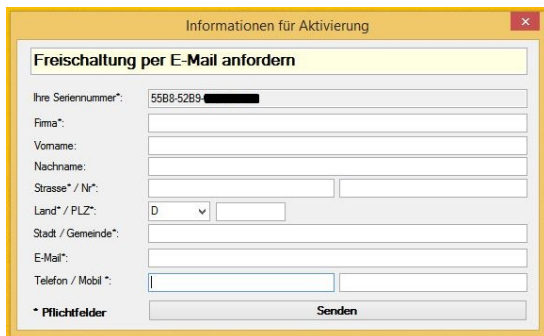 Informationen für Aktivierung
Freischaltung per E-Mail anfordern
Ihre Seriennummer*: 55B8-52B9-
Firma*:
Vorname:
Nachname:
Strasse* / Nr*:
Land* / PLZ*: D
Stadt / Gemeinde*:
E-Mail*:
Telefon / Mobil *:
* Pflichtfelder Senden